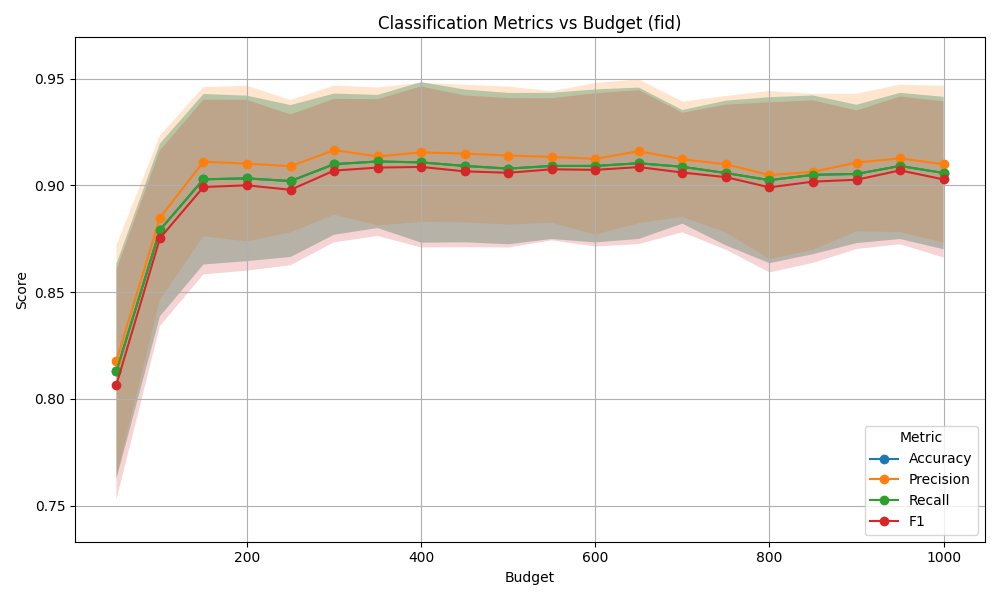 Classification Metrics vs Budget (fid)
0.95
0.90
0.85
0.80
0.75
Score
200
400
600
800
1000
Budget
Metric
Accuracy
Precision
Recall
F1